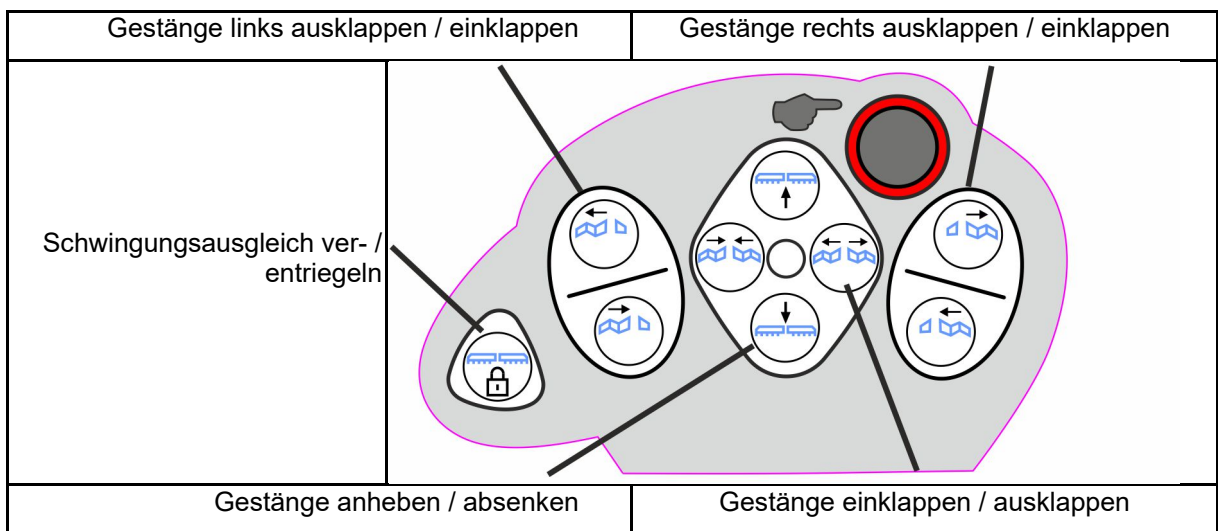 Gestänge links ausklappen / einklappen
Gestänge rechts ausklappen / einklappen
Schwingungsausgleich ver- /
entriegeln
Gestänge anheben / absenken
Gestänge einklappen / ausklappen